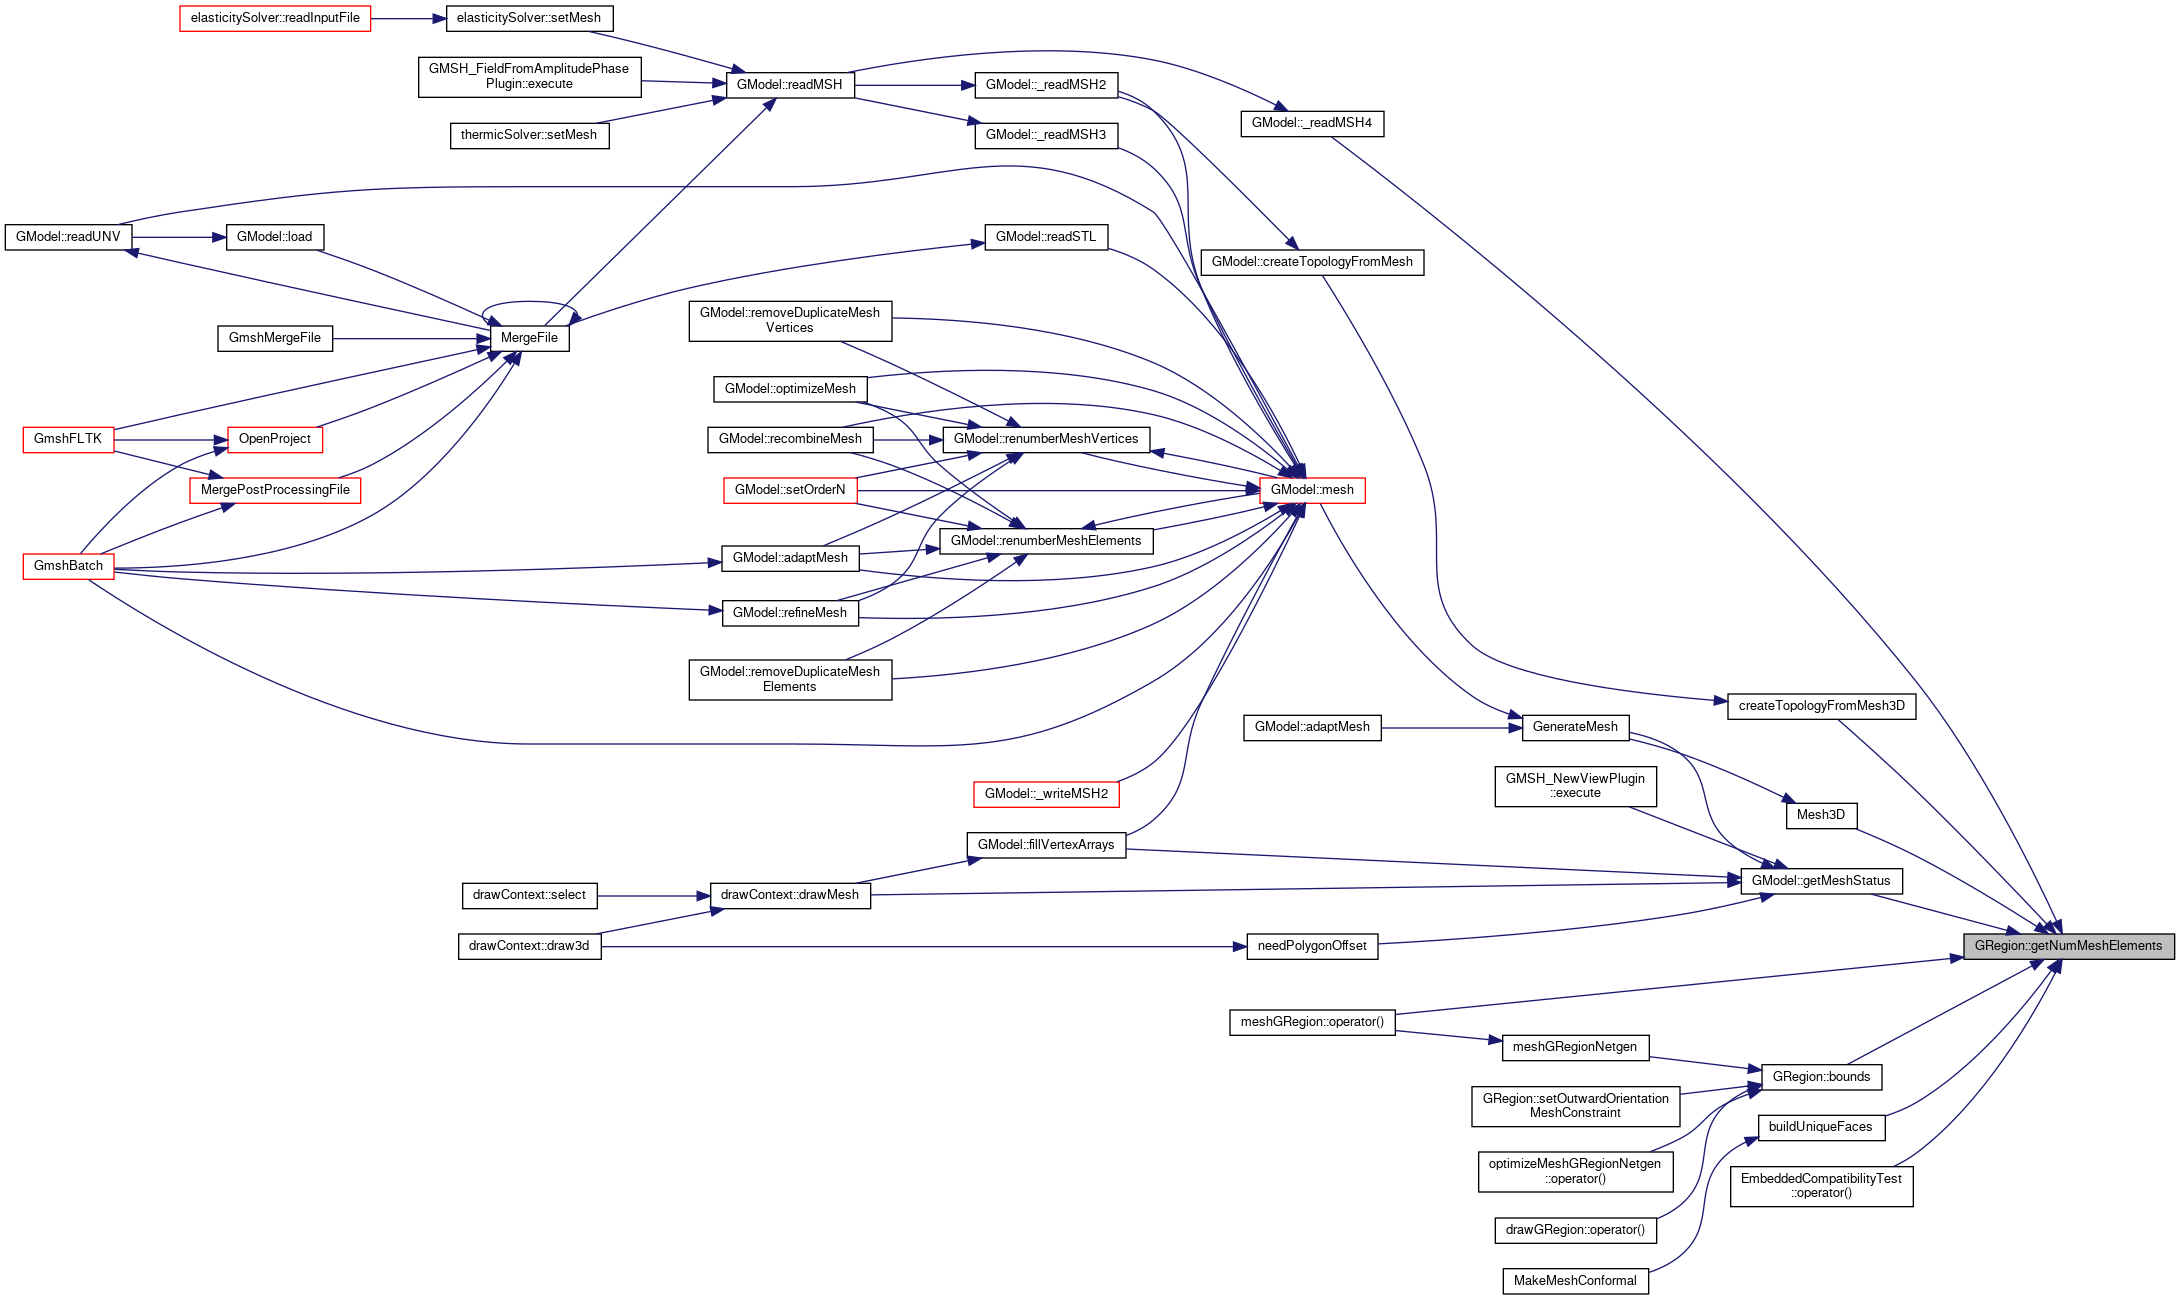 elasticitySolver::readInputFile
elasticitySolver::setMesh
GMSH_FieldFromAmplitudePhase
Plugin::execute
thermicSolver::setMesh
GModel::readMSH
GModel::_readMSH2
GModel::_readMSH3
GModel::_readMSH4
GModel::readUNV
GModel::load
GModel::readSTL
GModel::createTopologyFromMesh
GmshMergeFile
MergeFile
GModel::removeDuplicateMesh
Vertices
GModel::optimizeMesh
GmshFLTK
OpenProject
GModel::recombineMesh
GModel::renumberMeshVertices
MergePostProcessingFile
GModel::setOrderN
GModel::mesh
GModel::renumberMeshElements
GmshBatch
GModel::adaptMesh
GModel::refineMesh
GModel::removeDuplicateMesh
Elements
createTopologyFromMesh3D
GModel::adaptMesh
GenerateMesh
GMSH_NewViewPlugin
::execute
GModel::_writeMSH2
Mesh3D
GModel::fillVertexArrays
GModel::getMeshStatus
drawContext::select
drawContext::drawMesh
drawContext::draw3d
needPolygonOffset
GRegion::getNumMeshElements
meshGRegion::operator()
meshGRegionNetgen
GRegion::bounds
GRegion::setOutwardOrientation
MeshConstraint
buildUniqueFaces
optimizeMeshGRegionNetgen
::operator()
EmbeddedCompatibilityTest
::operator()
drawGRegion::operator()
MakeMeshConformal